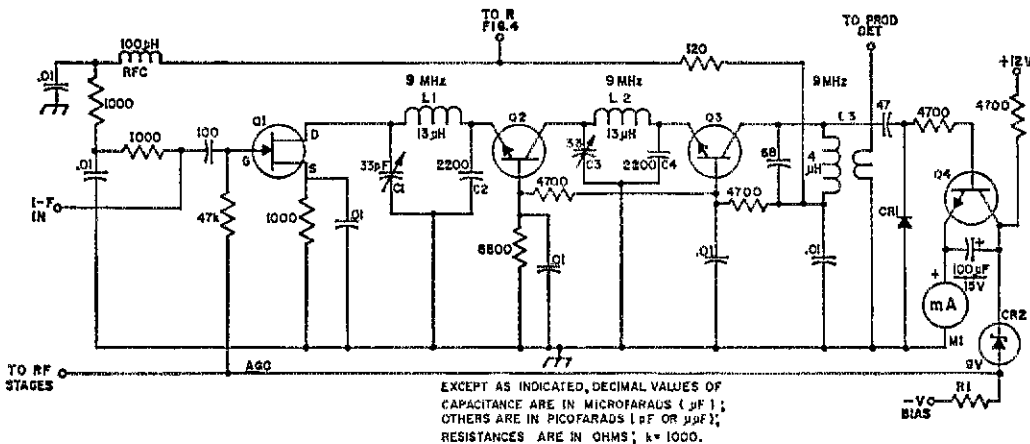 TO R
FIG.4
TO PROD
DET
+12V
100µH
RFC
.01
1000
120
9 MHz
L1
13µH
9 MHz
L2
13µH
9 MHz
L3
4
µH
47
4700
4700
Q1
D
G
S
Q2
Q3
Q4
1000
100
.01
I-F
IN
47k
1000
.01
33pF
C1
2200
C2
4700
33
C3
2200
C4
4700
68
6800
.01
.01
.01
CR1
+
100µF
15V
+
mA
M1
CR2
9V
TO RF
STAGES
AGC
-V
BIAS
R1
EXCEPT AS INDICATED, DECIMAL VALUES OF
CAPACITANCE ARE IN MICROFARADS (µF);
OTHERS ARE IN PICOFARADS (pF OR µµF);
RESISTANCES ARE IN OHMS; k=1000.